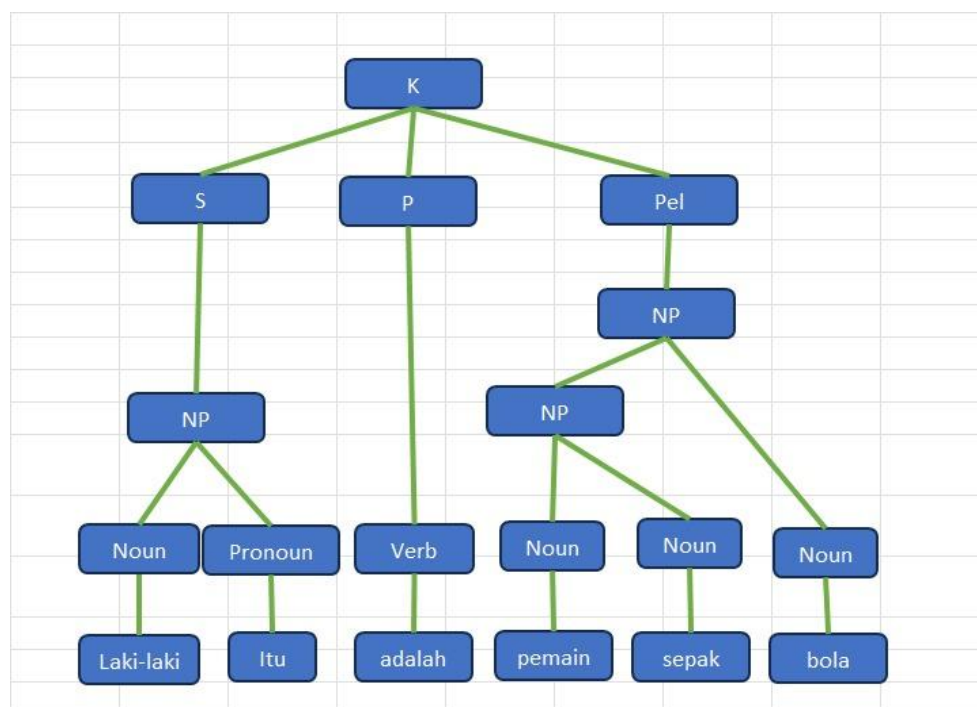 K
S P Pel
NP
NP NP
Noun Pronoun Verb Noun Noun Noun
Laki-laki Itu adalah pemain sepak bola